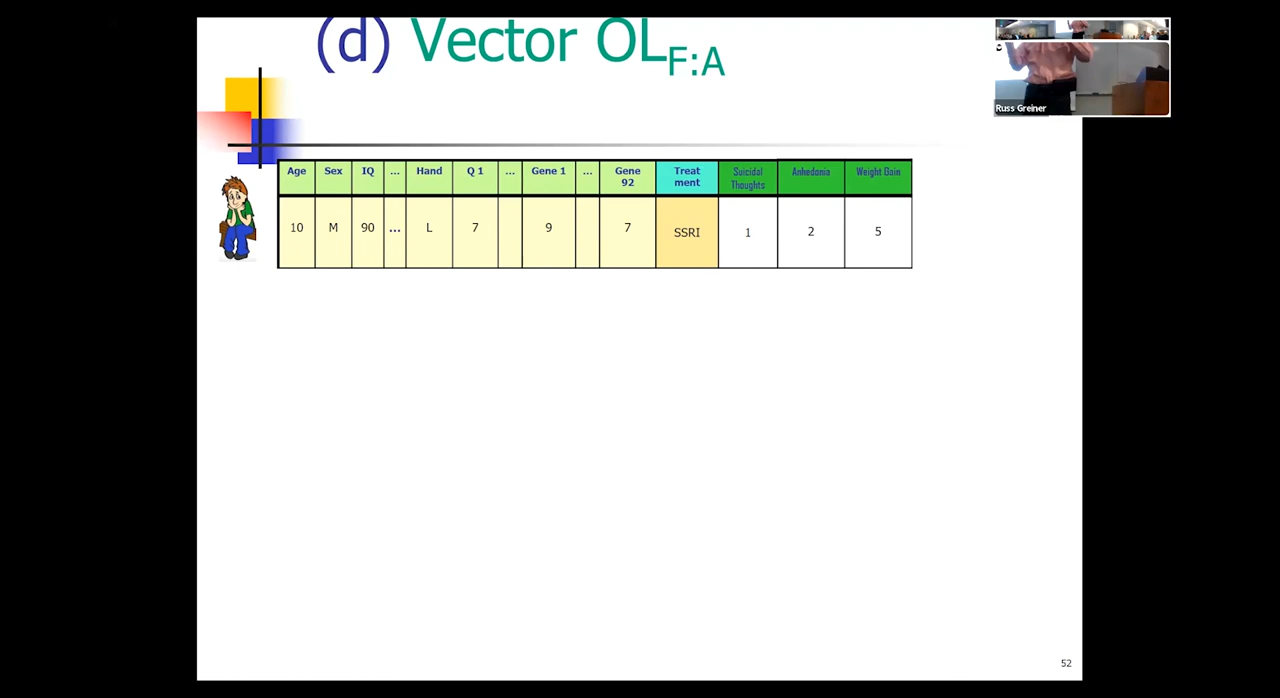 (d) Vector OL F:A
Russ Greiner
Age Sex IQ ... Hand Q 1 ... Gene 1 ... Gene 92 Treat ment Suicidal Thoughts Anhedonia Weight Gain
10 M 90 ... L 7 9 7 SSRI 1 2 5
52